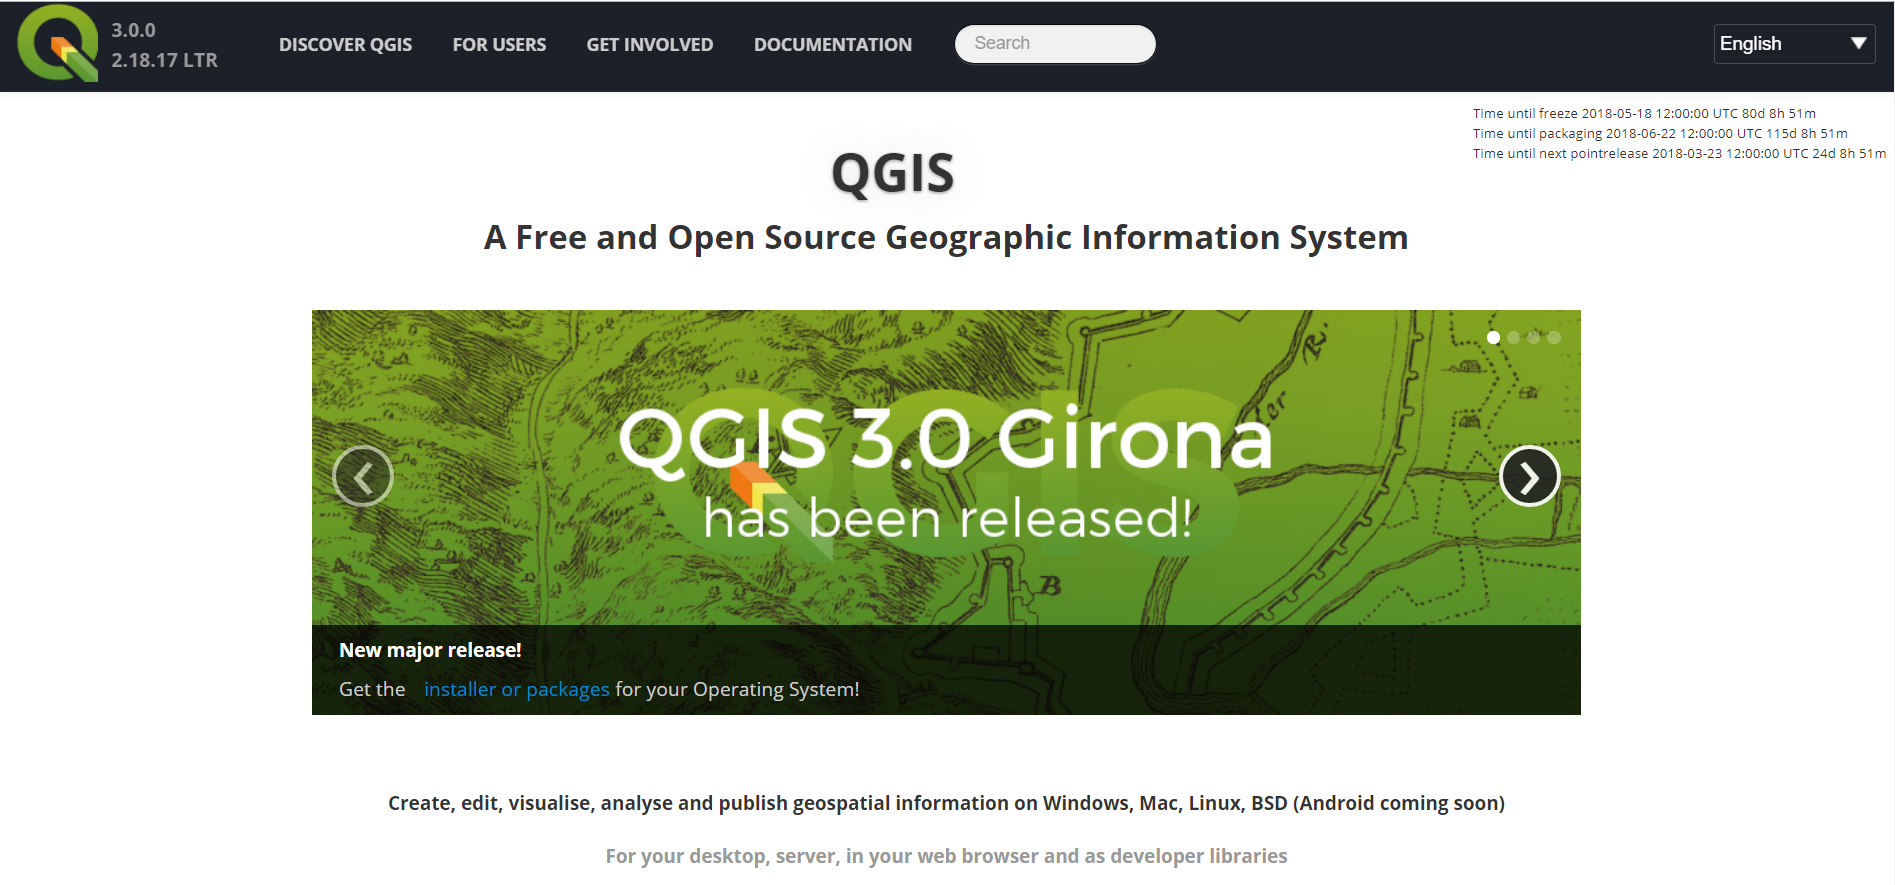 3.0.0
2.18.17 LTR
DISCOVER QGIS FOR USERS GET INVOLVED DOCUMENTATION Search English
Time until freeze 2018-05-18 12:00:00 UTC 80d 8h 51m
Time until packaging 2018-06-22 12:00:00 UTC 115d 8h 51m
Time until next pointrelease 2018-03-23 12:00:00 UTC 24d 8h 51m
QGIS
A Free and Open Source Geographic Information System
R.
QGIS 3.0 Girona
has been released!
B
New major release!
Get the installer or packages for your Operating System!
Create, edit, visualise, analyse and publish geospatial information on Windows, Mac, Linux, BSD (Android coming soon)
For your desktop, server, in your web browser and as developer libraries